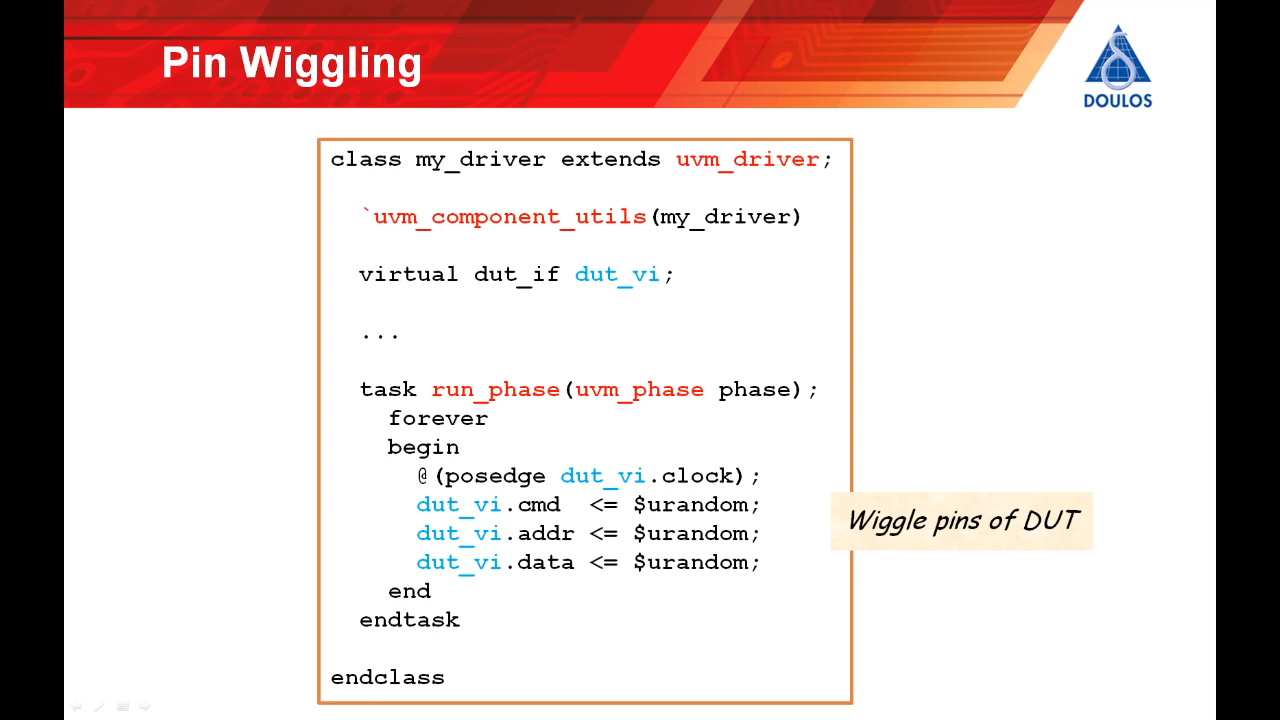 Pin Wiggling
DOULOS
class my_driver extends uvm_driver;
`uvm_component_utils(my_driver)
virtual dut_if dut_vi;
...
task run_phase(uvm_phase phase);
forever
begin
@(posedge dut_vi.clock);
dut_vi.cmd <= $urandom;
dut_vi.addr <= $urandom;
dut_vi.data <= $urandom;
end
endtask
endclass
Wiggle pins of DUT